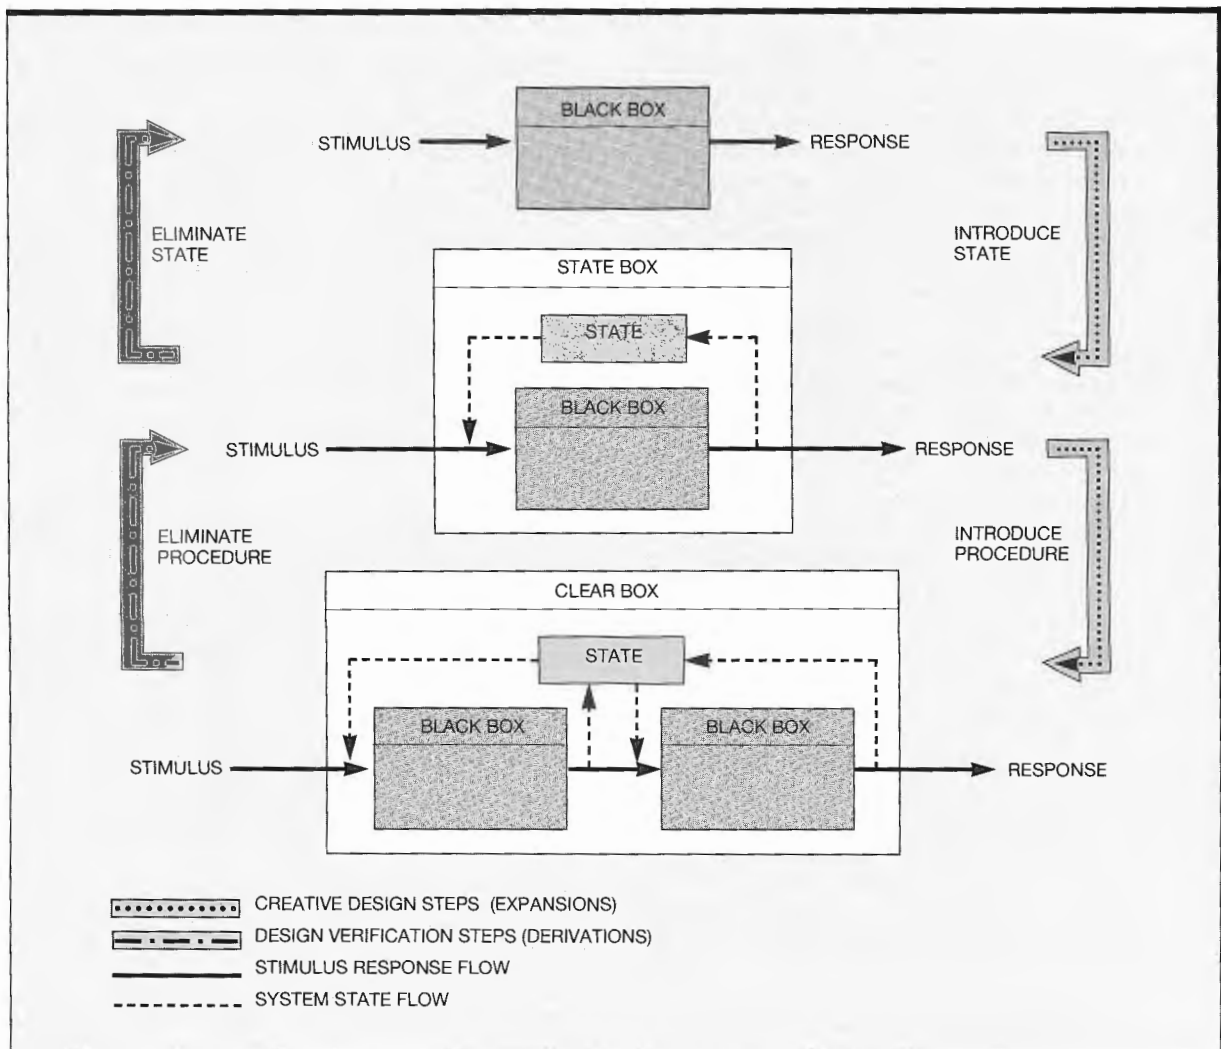 BLACK BOX
STIMULUS
RESPONSE
ELIMINATE
STATE
INTRODUCE
STATE
STATE BOX
STATE
BLACK BOX
STIMULUS
RESPONSE
ELIMINATE
PROCEDURE
INTRODUCE
PROCEDURE
CLEAR BOX
STATE
BLACK BOX
BLACK BOX
STIMULUS
RESPONSE
CREATIVE DESIGN STEPS (EXPANSIONS)
DESIGN VERIFICATION STEPS (DERIVATIONS)
STIMULUS RESPONSE FLOW
SYSTEM STATE FLOW